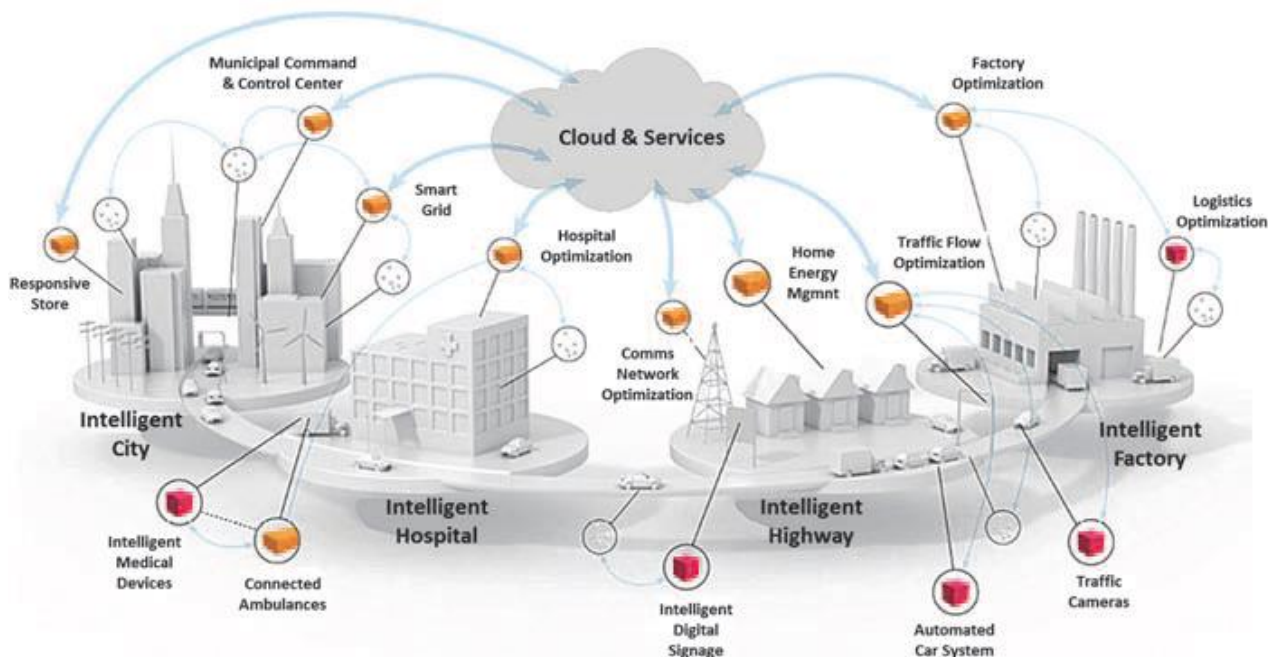 Municipal Command
& Control Center
Factory
Optimization
Cloud & Services
Smart
Grid
Logistics
Optimization
Hospital
Optimization
Home
Energy
Mgmnt
Traffic Flow
Optimization
Responsive
Store
Comms
Network
Optimization
Intelligent
City
Intelligent
Factory
Intelligent
Hospital
Intelligent
Highway
Intelligent
Medical
Devices
Connected
Ambulances
Intelligent
Digital
Signage
Automated
Car System
Traffic
Cameras